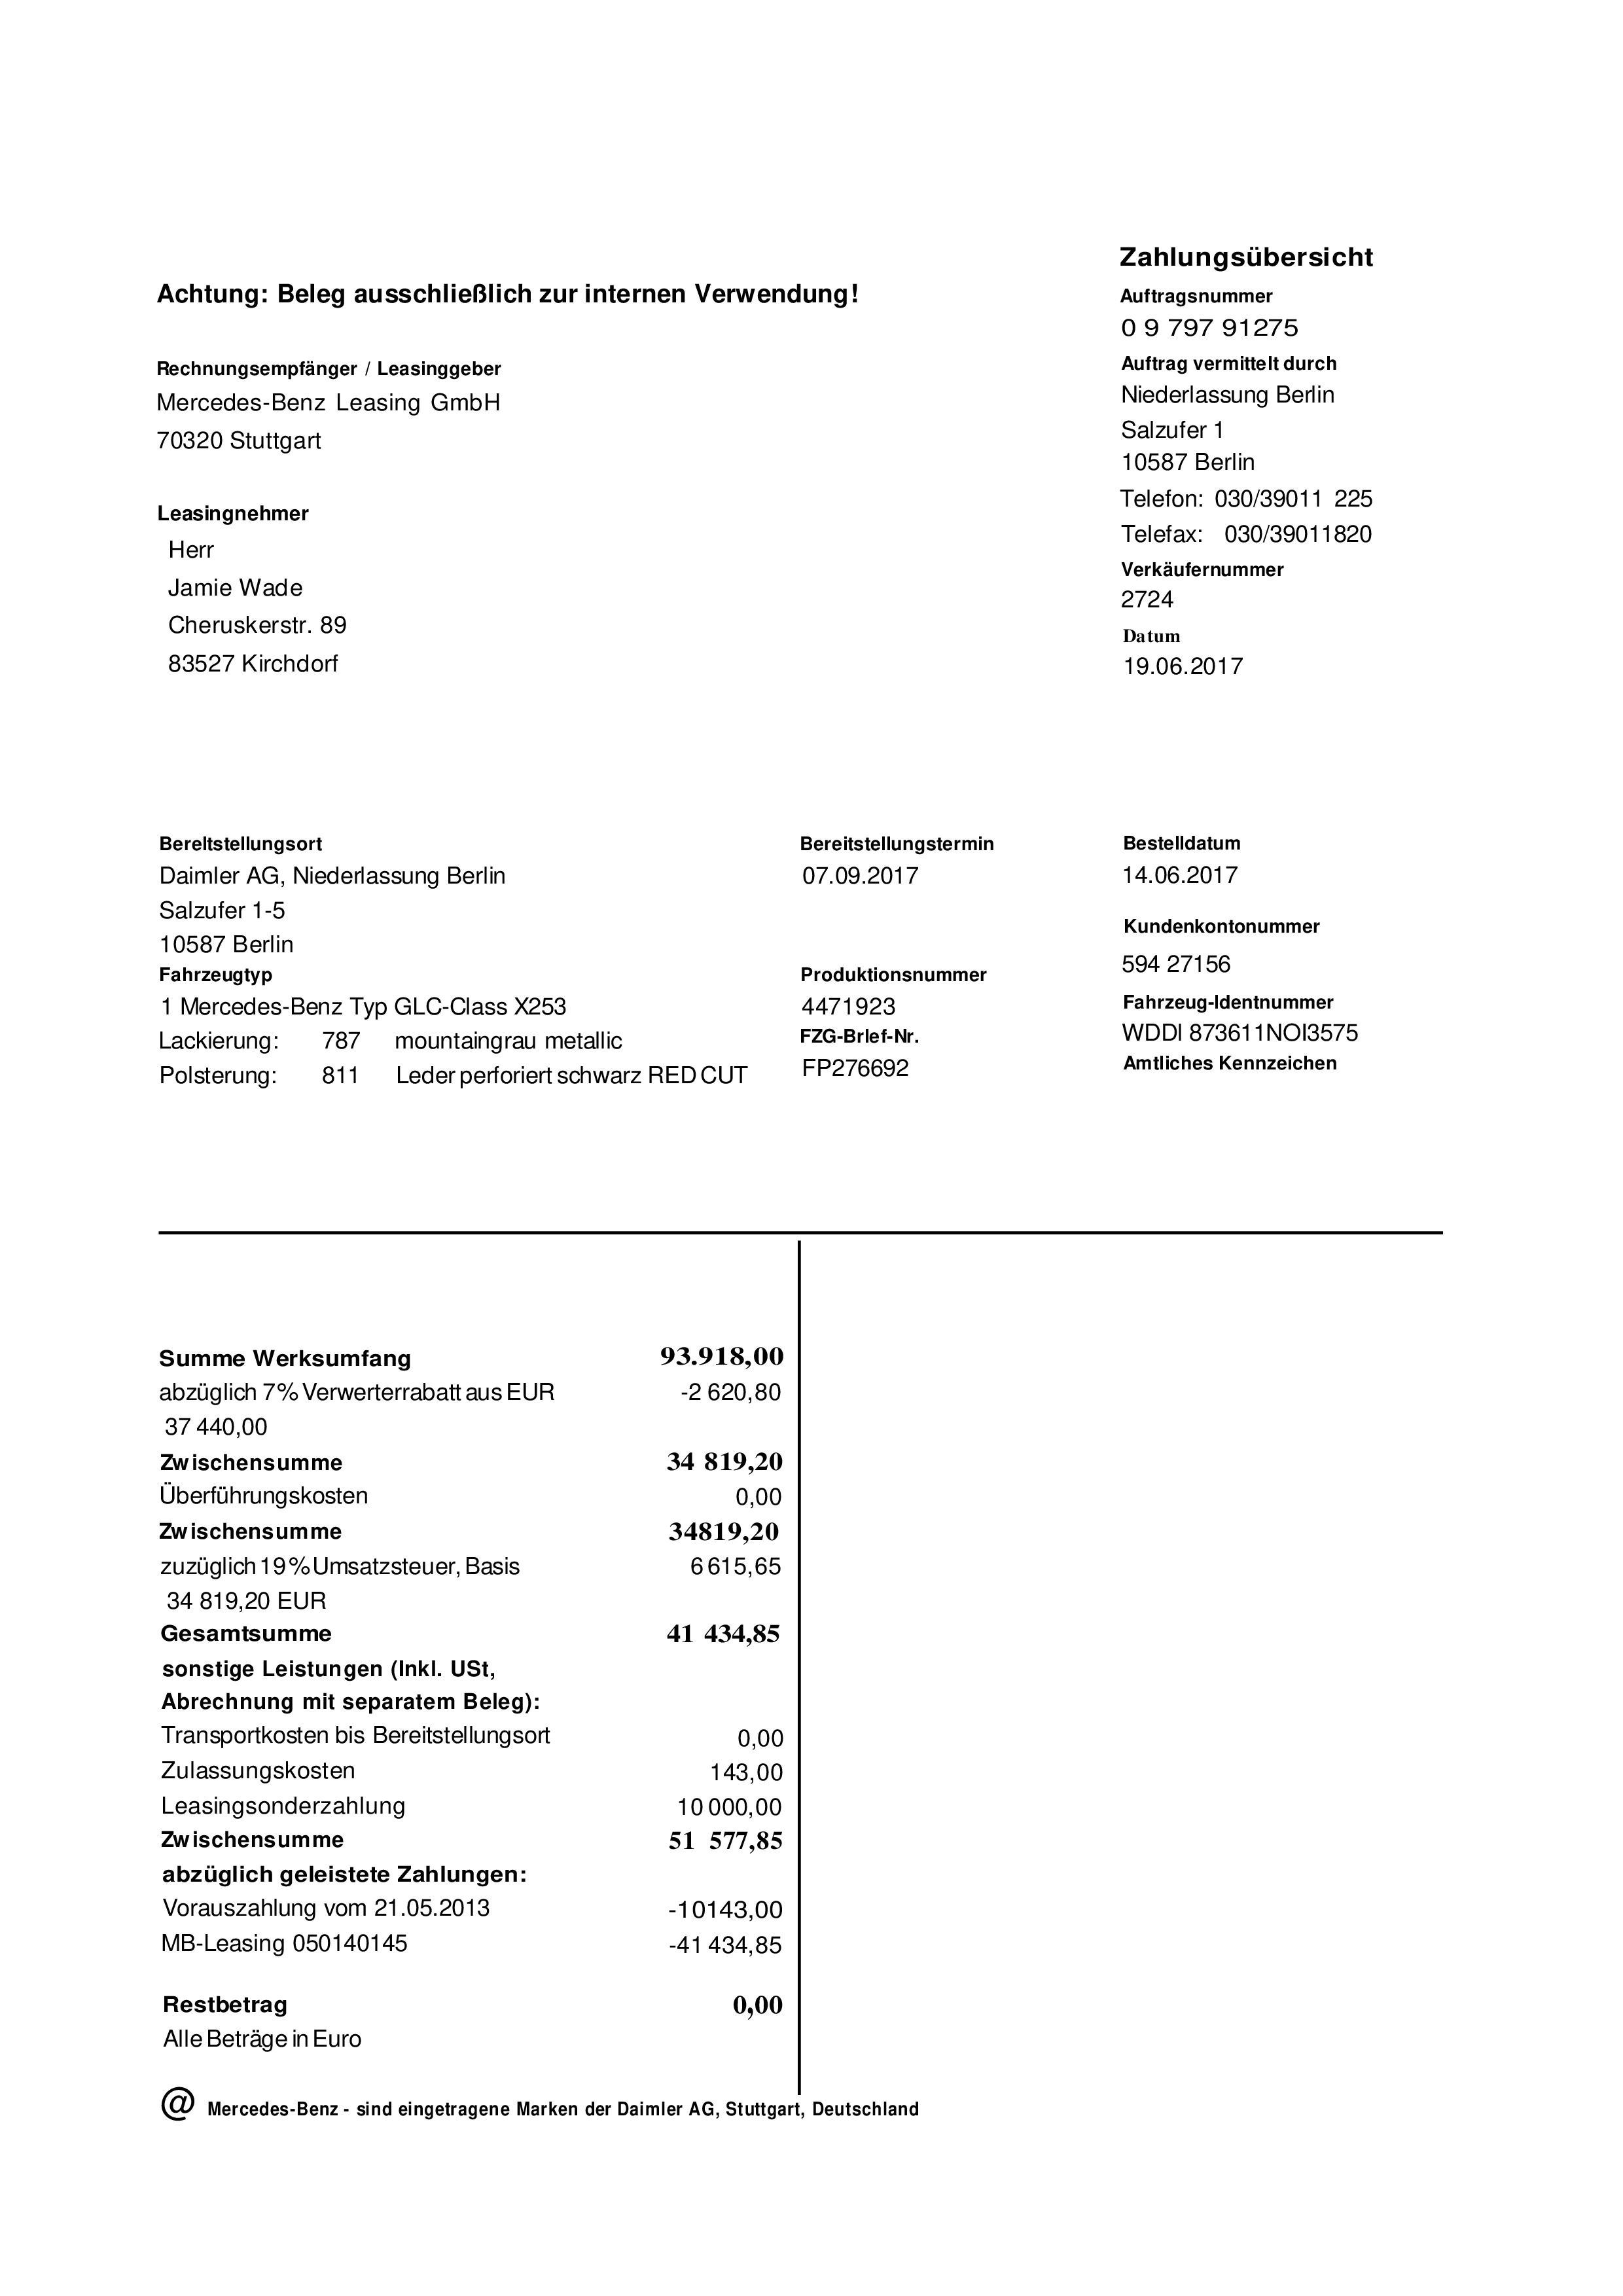 Zahlungsübersicht
Achtung: Beleg ausschließlich zur internen Verwendung!
Auftragsnummer
0 9 797 91275
Rechnungsempfänger / Leasinggeber
Mercedes-Benz Leasing GmbH
70320 Stuttgart
Auftrag vermittelt durch
Niederlassung Berlin
Salzufer 1
10587 Berlin
Telefon: 030/39011 225
Telefax: 030/39011820
Verkäufernummer
2724
Datum
19.06.2017
Leasingnehmer
Herr
Jamie Wade
Cheruskerstr. 89
83527 Kirchdorf
Bereltstellungsort
Daimler AG, Niederlassung Berlin
Salzufer 1-5
10587 Berlin
Bereitstellungstermin
07.09.2017
Bestelldatum
14.06.2017
Kundenkontonummer
594 27156
Fahrzeugtyp
1 Mercedes-Benz Typ GLC-Class X253
Lackierung: 787 mountaingrau metallic
Polsterung: 811 Leder perforiert schwarz RED CUT
Produktionsnummer
4471923
FZG-Brlef-Nr.
FP276692
Fahrzeug-Identnummer
WDDI 873611NOI3575
Amtliches Kennzeichen
Summe Werksumfang 93.918,00
abzüglich 7% Verwerterrabatt aus EUR -2 620,80
37 440,00
Zwischensumme 34 819,20
Überführungskosten 0,00
Zwischensumme 34819,20
zuzüglich 19 % Umsatzsteuer, Basis 6 615,65
34 819,20 EUR
Gesamtsumme 41 434,85
sonstige Leistungen (Inkl. USt,
Abrechnung mit separatem Beleg):
Transportkosten bis Bereitstellungsort 0,00
Zulassungskosten 143,00
Leasingsonderzahlung 10 000,00
Zwischensumme 51 577,85
abzüglich geleistete Zahlungen:
Vorauszahlung vom 21.05.2013 -10143,00
MB-Leasing 050140145 -41 434,85
Restbetrag 0,00
Alle Beträge in Euro
@ Mercedes-Benz - sind eingetragene Marken der Daimler AG, Stuttgart, Deutschland